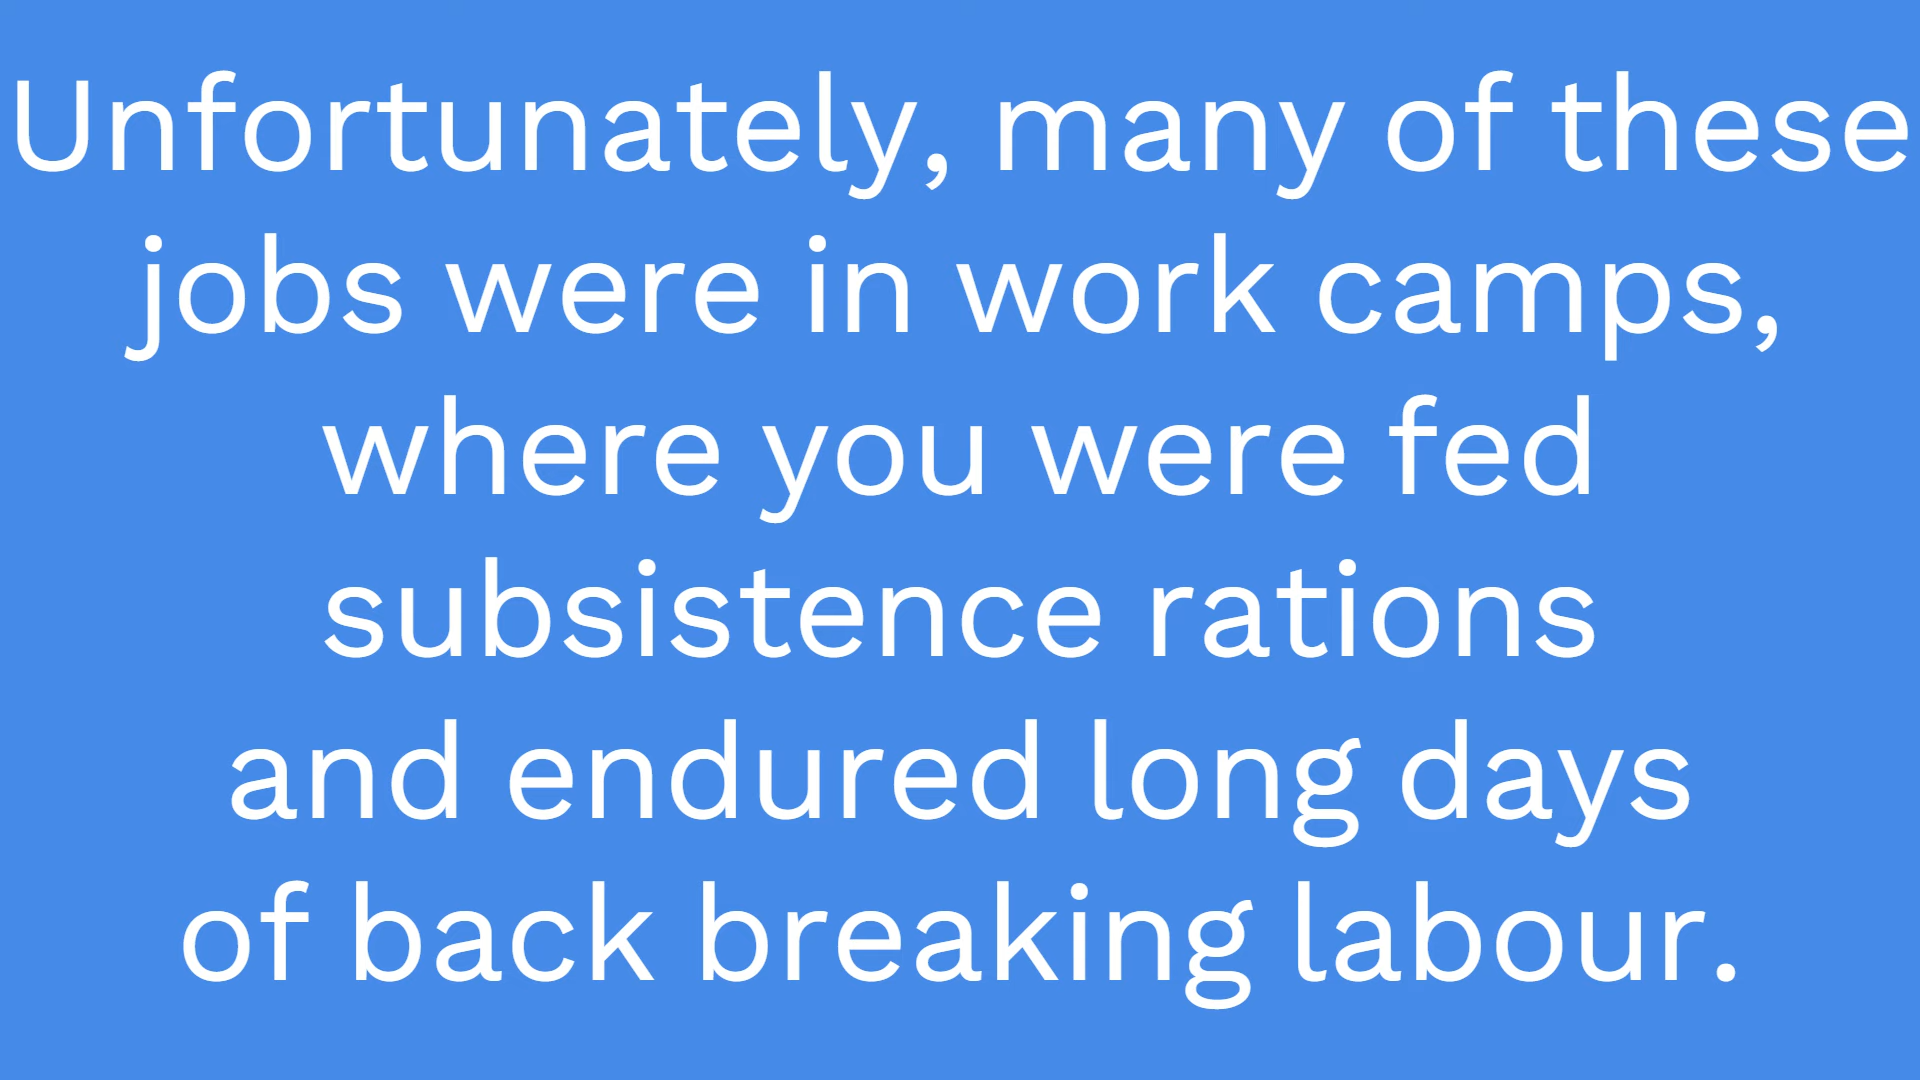 Unfortunately, many of these
jobs were in work camps,
where you were fed
subsistence rations
and endured long days
of back breaking labour.